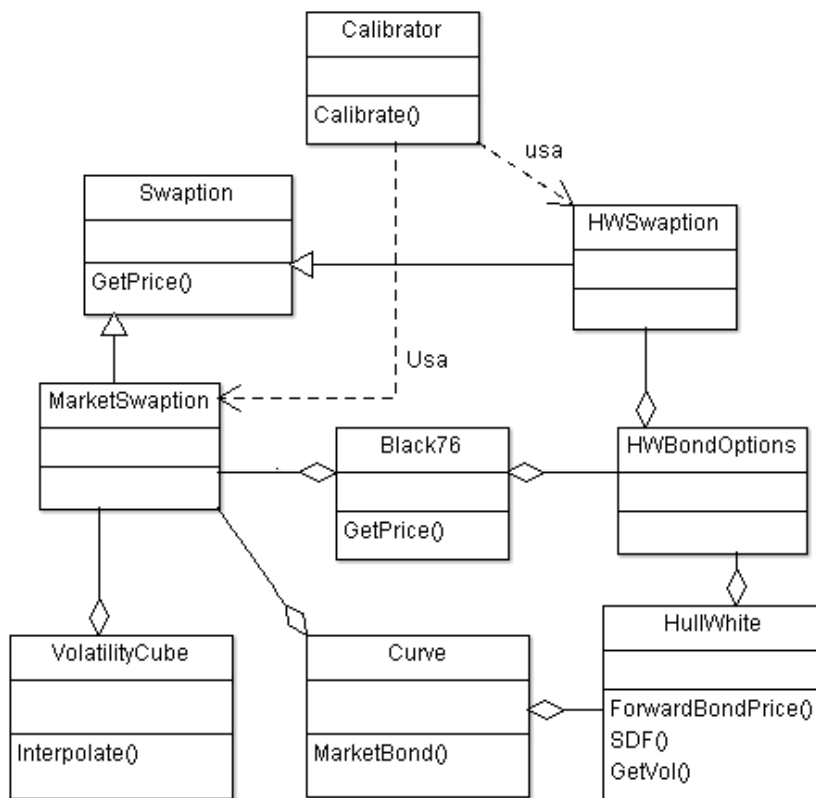 Calibrator
Calibrate()
usa
Swaption
GetPrice()
HWSwaption
Usa
MarketSwaption
Black76
GetPrice()
HWBondOptions
VolatilityCube
Interpolate()
Curve
MarketBond()
HullWhite
ForwardBondPrice()
SDF()
GetVol()